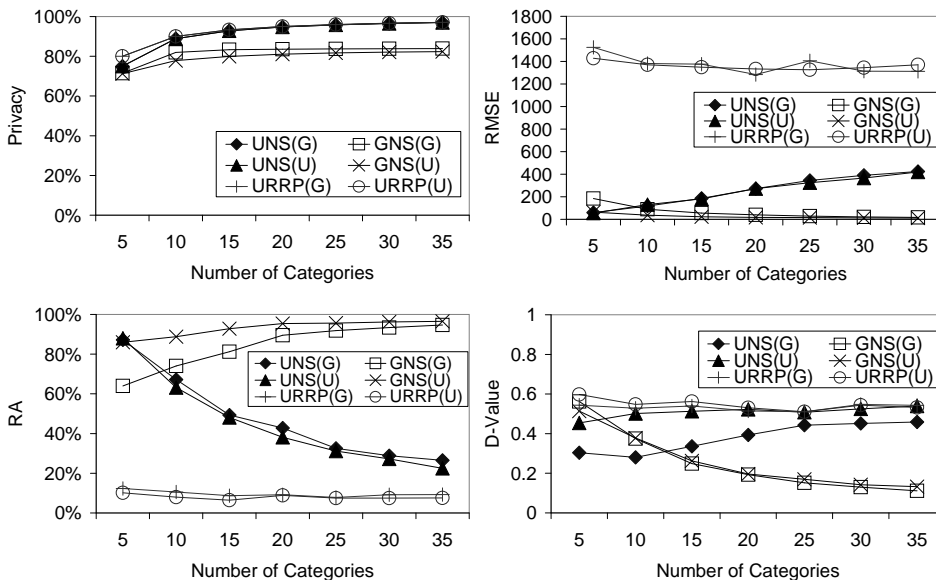 100%
80%
60%
40%
20%
0%
Privacy
UNS(G) GNS(G)
UNS(U) GNS(U)
URRP(G) URRP(U)
5 10 15 20 25 30 35
Number of Categories
1800
1600
1400
1200
1000
800
600
400
200
0
RMSE
UNS(G) GNS(G)
UNS(U) GNS(U)
URRP(G) URRP(U)
5 10 15 20 25 30 35
Number of Categories
100%
80%
60%
40%
20%
0%
RA
UNS(G) GNS(G)
UNS(U) GNS(U)
URRP(G) URRP(U)
5 10 15 20 25 30 35
Number of Categories
1
0.8
0.6
0.4
0.2
0
D-Value
UNS(G) GNS(G)
UNS(U) GNS(U)
URRP(G) URRP(U)
5 10 15 20 25 30 35
Number of Categories